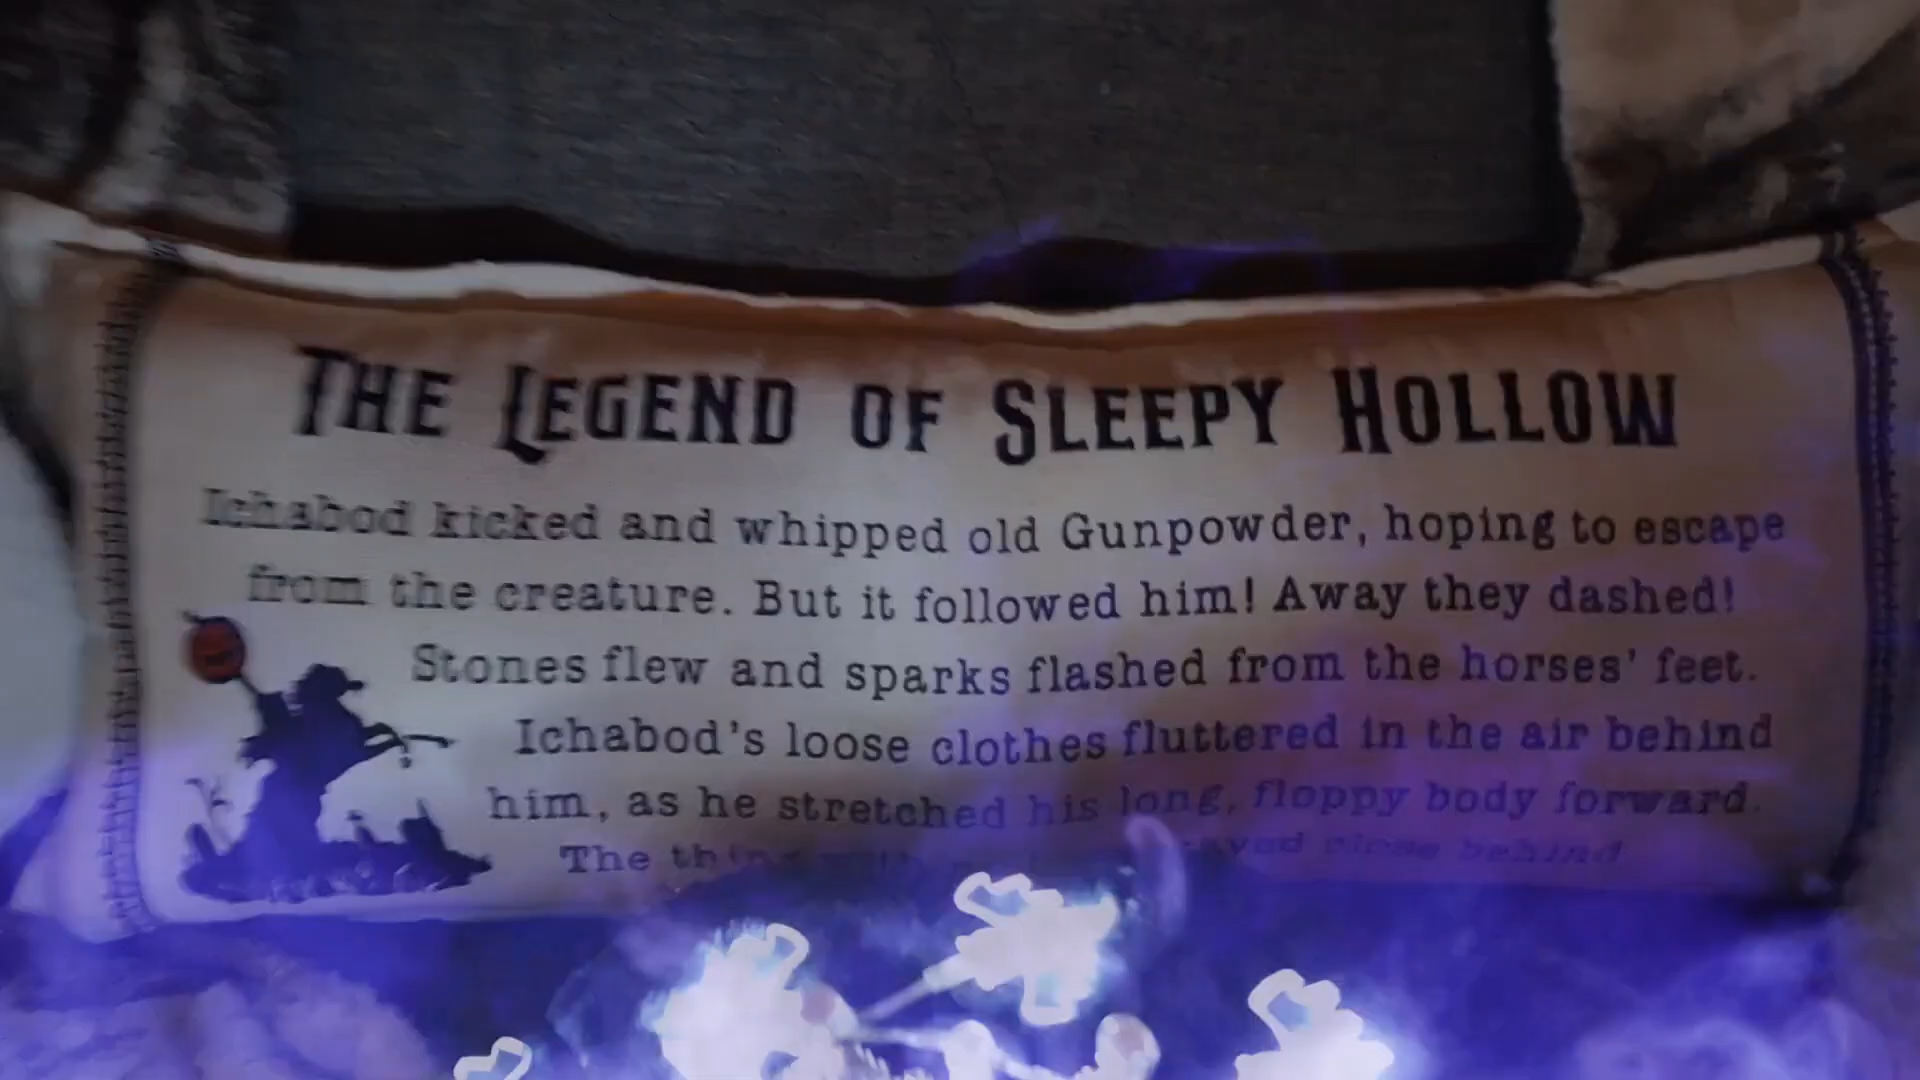 THE LEGEND OF SLEEPY HOLLOW
Ichabod kicked and whipped old Gunpowder, hoping to escape
from the creature. But it followed him! Away they dashed!
Stones flew and sparks flashed from the horses' feet.
Ichabod's loose clothes fluttered in the air behind
him, as he stretched his long, floppy body forward.
The close behind